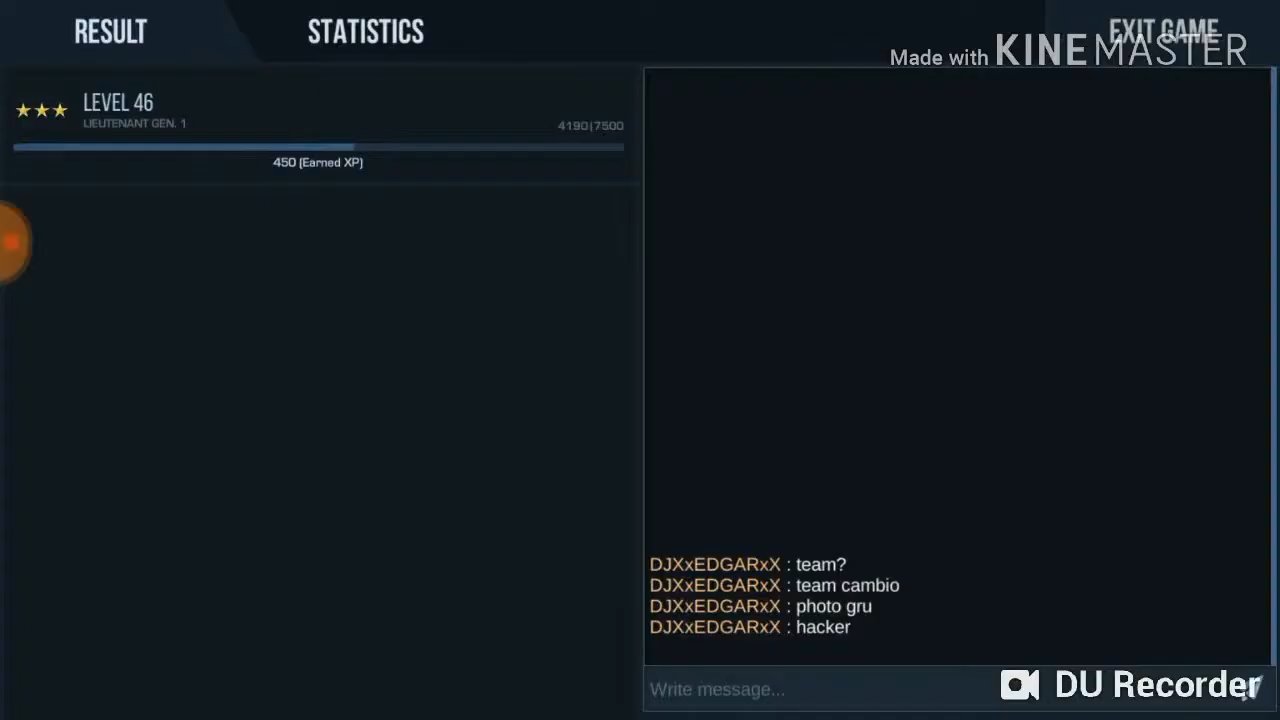 RESULT
STATISTICS
EXIT GAME
Made with KINEMASTER
LEVEL 46
LIEUTENANT GEN. 1
4190|7500
450 (Earned XP)
DJXxEDGARxX : team?
DJXxEDGARxX : team cambio
DJXxEDGARxX : photo gru
DJXxEDGARxX : hacker
Write message...
DU Recorder